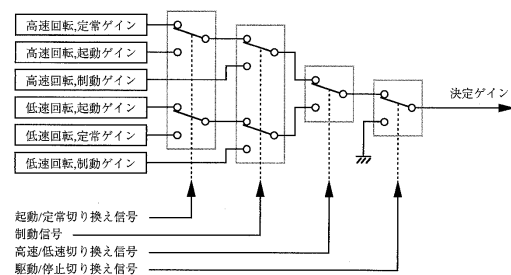 高速回転,定常ゲイン
高速回転,起動ゲイン
高速回転,制動ゲイン
低速回転,起動ゲイン
低速回転,定常ゲイン
低速回転,制動ゲイン
決定ゲイン
起動/定常切り換え信号
制動信号
高速/低速切り換え信号
駆動/停止切り換え信号